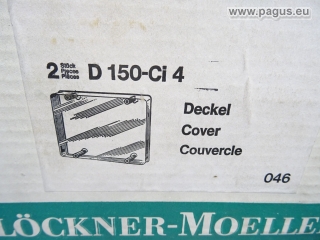 © www.pagus.eu
2 Stück Pieces Pièces D 150-Ci 4
Deckel
Cover
Couvercle
046
LÖCKNER-MOELLE